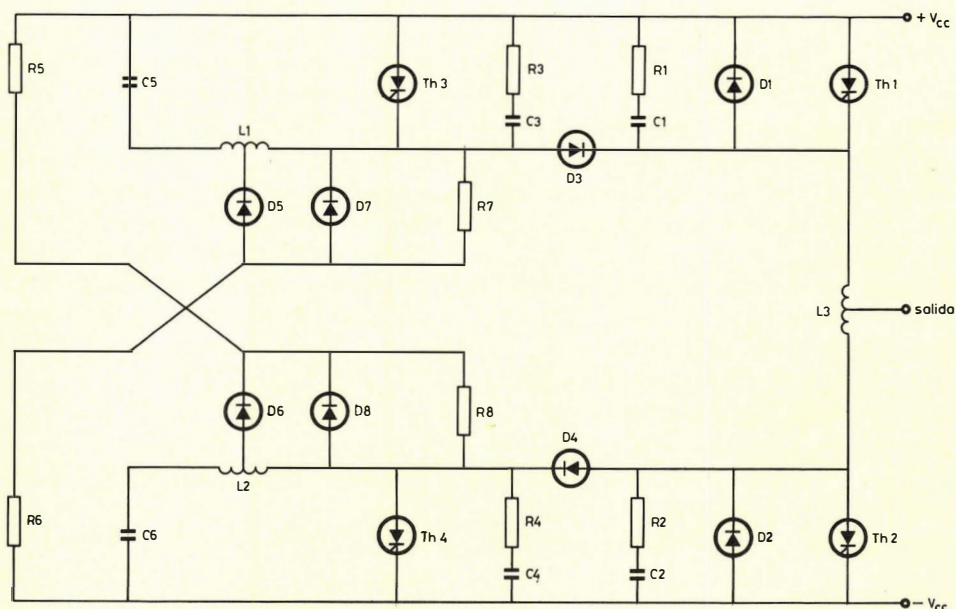 + Vcc
R5
C5
Th 3
R3
C3
R1
C1
D1
Th 1
L1
D3
D5
D7
R7
L3
salida
D6
D8
R8
D4
L2
R6
C6
Th 4
R4
C4
R2
C2
D2
Th 2
− Vcc